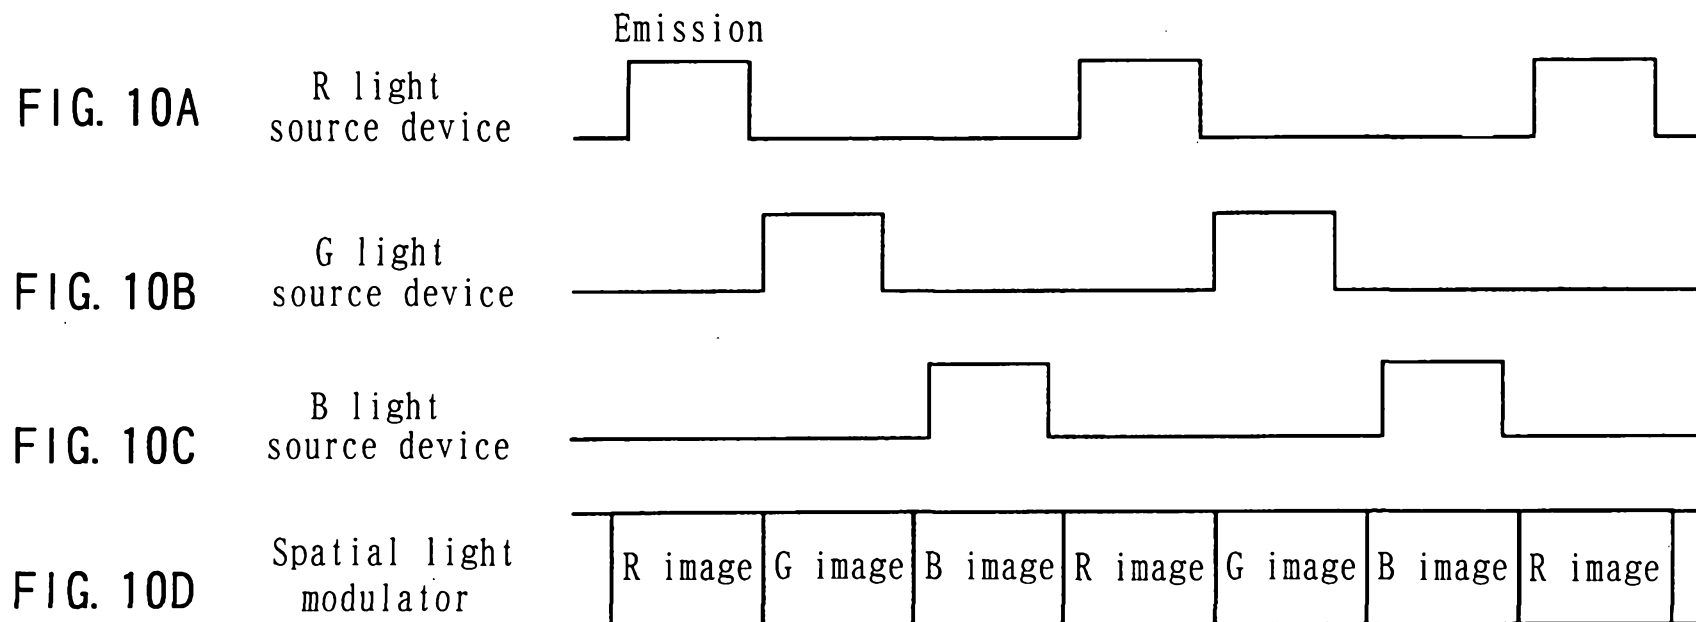 Emission
FIG. 10A
R light
source device
FIG. 10B
G light
source device
FIG. 10C
B light
source device
FIG. 10D
Spatial light
modulator
R image
G image
B image
R image
G image
B image
R image